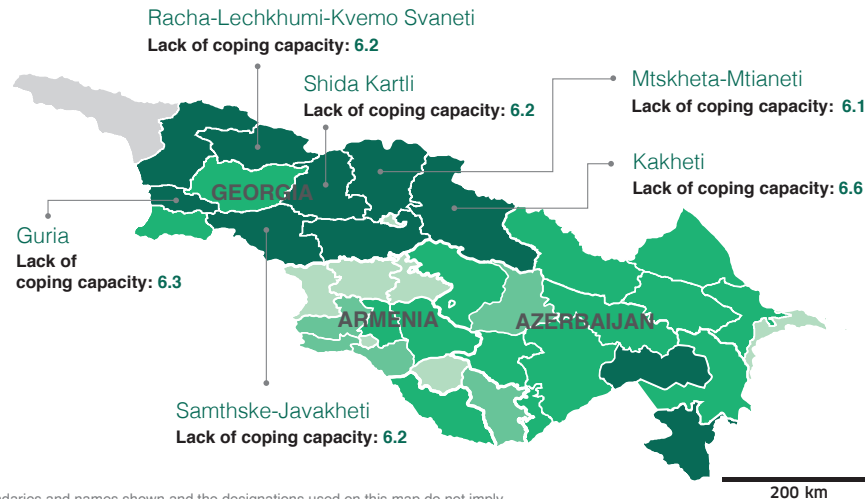 Racha-Lechkhumi-Kvemo Svaneti
Lack of coping capacity: 6.2
Shida Kartli
Lack of coping capacity: 6.2
Mtskheta-Mtianeti
Lack of coping capacity: 6.1
Kakheti
Lack of coping capacity: 6.6
GEORGIA
Guria
Lack of
coping capacity: 6.3
ARMENIA
AZERBAIJAN
Samthske-Javakheti
Lack of coping capacity: 6.2
200 km